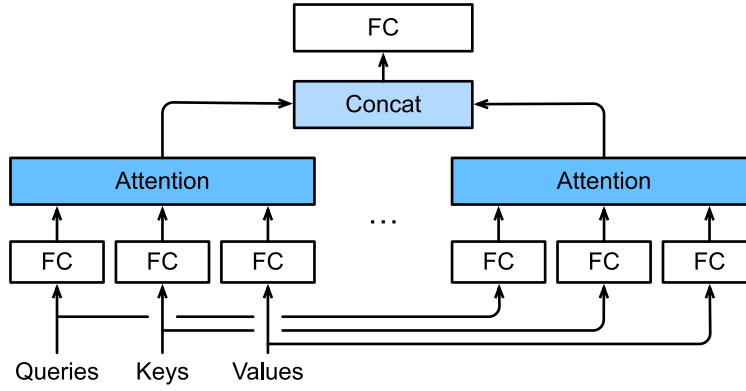 FC
Concat
Attention Attention
...
FC FC FC FC FC FC
Queries Keys Values